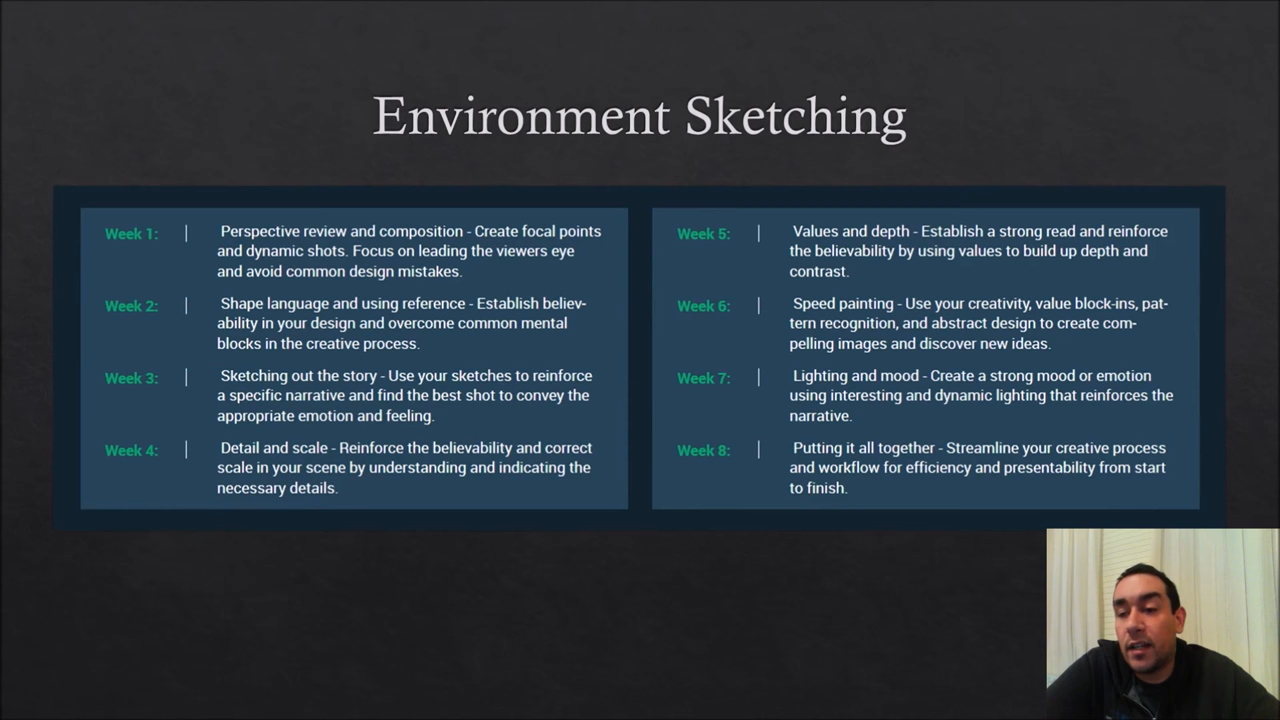 Environment Sketching
Week 1: | Perspective review and composition - Create focal points
and dynamic shots. Focus on leading the viewers eye
and avoid common design mistakes.
Week 2: | Shape language and using reference - Establish believ-
ability in your design and overcome common mental
blocks in the creative process.
Week 3: | Sketching out the story - Use your sketches to reinforce
a specific narrative and find the best shot to convey the
appropriate emotion and feeling.
Week 4: | Detail and scale - Reinforce the believability and correct
scale in your scene by understanding and indicating the
necessary details.
Week 5: | Values and depth - Establish a strong read and reinforce
the believability by using values to build up depth and
contrast.
Week 6: | Speed painting - Use your creativity, value block-ins, pat-
tern recognition, and abstract design to create com-
pelling images and discover new ideas.
Week 7: | Lighting and mood - Create a strong mood or emotion
using interesting and dynamic lighting that reinforces the
narrative.
Week 8: | Putting it all together - Streamline your creative process
and workflow for efficiency and presentability from start
to finish.